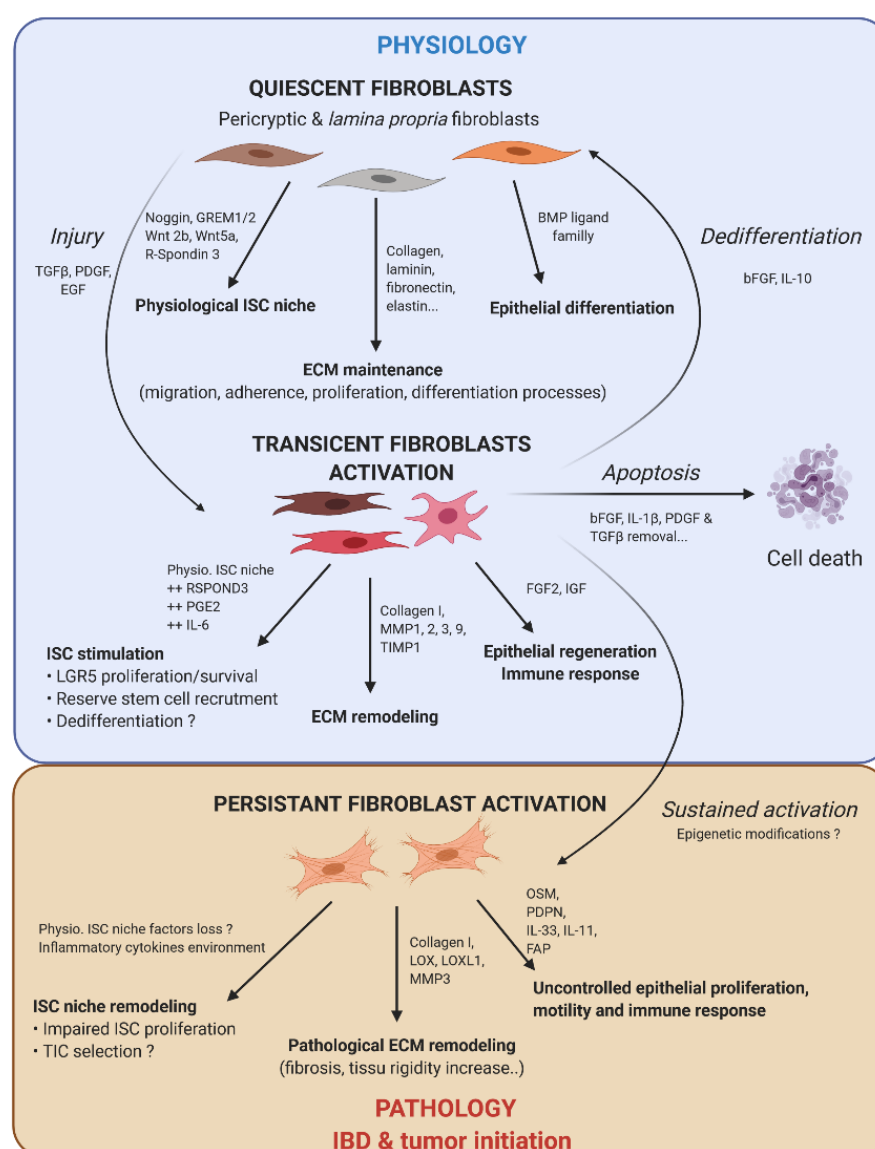 PHYSIOLOGY
QUIESCENT FIBROBLASTS
Pericryptic & lamina propria fibroblasts
Injury
TGFβ, PDGF,
EGF
Noggin, GREM1/2
Wnt 2b, Wnt5a,
R-Spondin 3
Physiological ISC niche
Collagen,
laminin,
fibronectin,
elastin...
ECM maintenance
(migration, adherence, proliferation, differentiation processes)
BMP ligand
familly
Epithelial differentiation
Dedifferentiation
bFGF, IL-10
TRANSICENT FIBROBLASTS
ACTIVATION
Apoptosis
bFGF, IL-1β, PDGF &
TGFβ removal...
Cell death
Physio. ISC niche
++ RSPOND3
++ PGE2
++ IL-6
ISC stimulation
• LGR5 proliferation/survival
• Reserve stem cell recrutment
• Dedifferentiation ?
Collagen I,
MMP1, 2, 3, 9,
TIMP1
ECM remodeling
FGF2, IGF
Epithelial regeneration
Immune response
PERSISTANT FIBROBLAST ACTIVATION
Sustained activation
Epigenetic modifications ?
Physio. ISC niche factors loss ?
Inflammatory cytokines environment
ISC niche remodeling
• Impaired ISC proliferation
• TIC selection ?
Collagen I,
LOX, LOXL1,
MMP3
Pathological ECM remodeling
(fibrosis, tissu rigidity increase..)
OSM,
PDPN,
IL-33, IL-11,
FAP
Uncontrolled epithelial proliferation,
motility and immune response
PATHOLOGY
IBD & tumor initiation